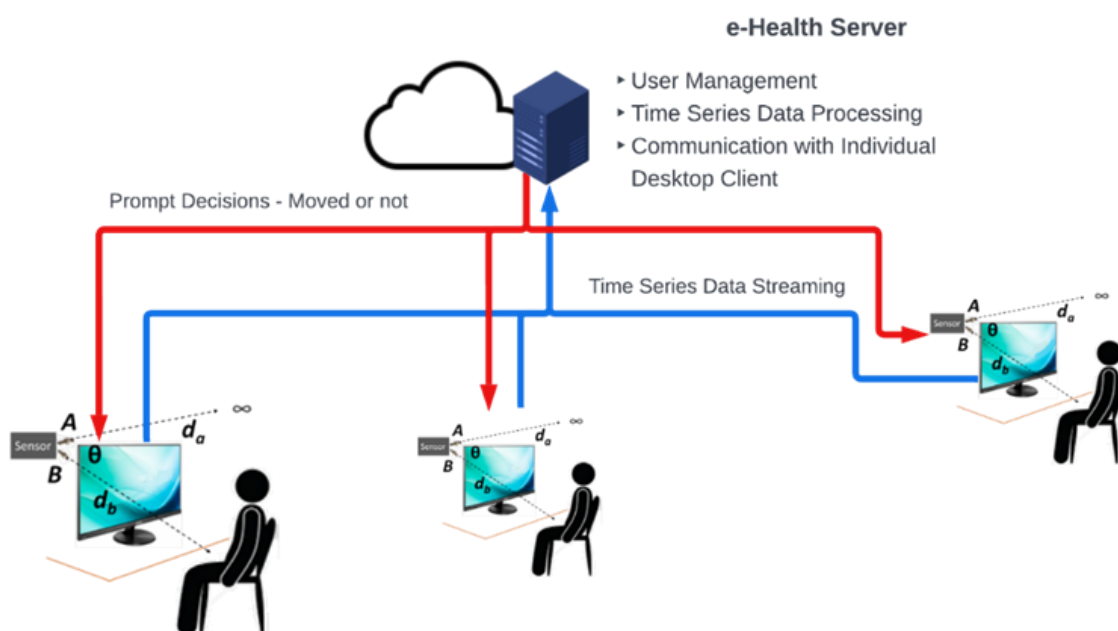 e-Health Server
‣ User Management
‣ Time Series Data Processing
‣ Communication with Individual
Desktop Client
Prompt Decisions - Moved or not
Time Series Data Streaming
A
∞
Sensor
d_a
B
θ
d_b
A
∞
Sensor
d_a
B
θ
d_b
A
∞
Sensor
d_a
B
θ
d_b